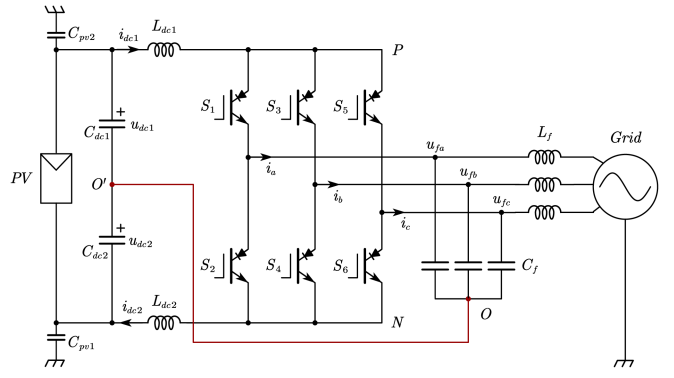 C_{pv2}
i_{dc1}
L_{dc1}
P
S_1
S_3
S_5
+
u_{dc1}
C_{dc1}
u_{fa}
L_f
Grid
i_a
u_{fb}
PV
O'
i_b
u_{fc}
i_c
+
u_{dc2}
C_{dc2}
S_2
S_4
S_6
C_f
i_{dc2}
L_{dc2}
N
O
C_{pv1}